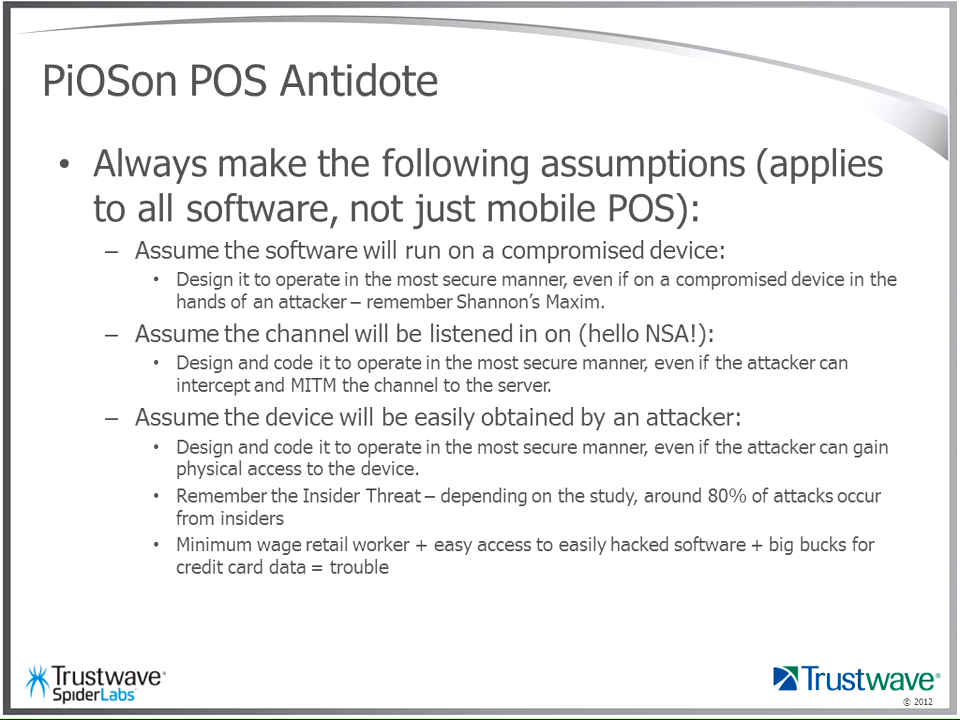 PiOSon POS Antidote
• Always make the following assumptions (applies
to all software, not just mobile POS):
– Assume the software will run on a compromised device:
• Design it to operate in the most secure manner, even if on a compromised device in the
hands of an attacker – remember Shannon’s Maxim.
– Assume the channel will be listened in on (hello NSA!):
• Design and code it to operate in the most secure manner, even if the attacker can
intercept and MITM the channel to the server.
– Assume the device will be easily obtained by an attacker:
• Design and code it to operate in the most secure manner, even if the attacker can gain
physical access to the device.
• Remember the Insider Threat – depending on the study, around 80% of attacks occur
from insiders
• Minimum wage retail worker + easy access to easily hacked software + big bucks for
credit card data = trouble
Trustwave®
SpiderLabs®
Trustwave®
© 2012